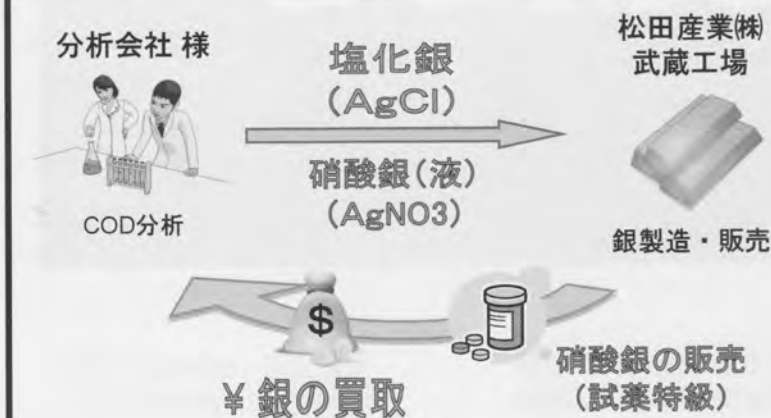 分析会社 様
塩化銀
(AgCl)
松田産業㈱
武蔵工場
硝酸銀(液)
(AgNO3)
COD分析
銀製造・販売
$
¥ 銀の買取
硝酸銀の販売
(試薬特級)